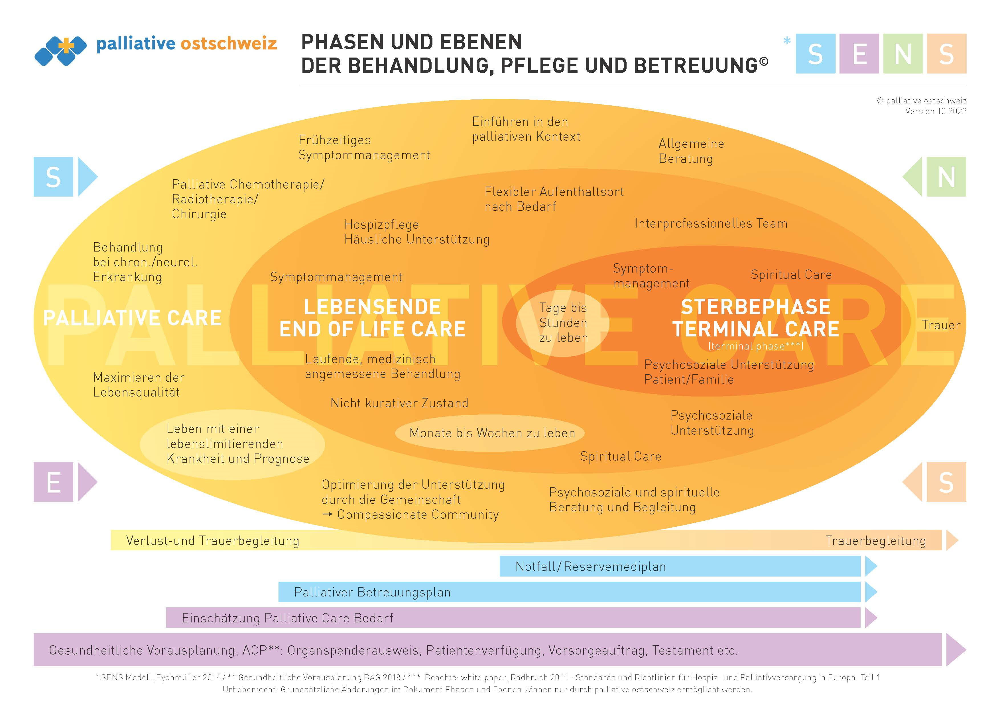 palliative ostschweiz
PHASEN UND EBENEN
DER BEHANDLUNG, PFLEGE UND BETREUUNG©
* S E N S
© palliative ostschweiz
Version 10.2022
Einführen in den
palliativen Kontext
Frühzeitiges
Symptommanagement
Allgemeine
Beratung
S
N
Palliative Chemotherapie/
Radiotherapie/
Chirurgie
Flexibler Aufenthaltsort
nach Bedarf
Hospizpflege
Häusliche Unterstützung
Interprofessionelles Team
Behandlung
bei chron./neurol.
Erkrankung
Symptommanagement
Symptom-
management
Spiritual Care
PALLIATIVE CARE
PALLIATIVE CARE
LEBENSENDE
END OF LIFE CARE
Tage bis
Stunden
zu leben
STERBEPHASE
TERMINAL CARE
(terminal phase***)
Trauer
Laufende, medizinisch
angemessene Behandlung
Psychosoziale Unterstützung
Patient/Familie
Maximieren der
Lebensqualität
Nicht kurativer Zustand
Psychosoziale
Unterstützung
Leben mit einer
lebenslimitierenden
Krankheit und Prognose
Monate bis Wochen zu leben
Spiritual Care
E
S
Optimierung der Unterstützung
durch die Gemeinschaft
→ Compassionate Community
Psychosoziale und spirituelle
Beratung und Begleitung
Verlust-und Trauerbegleitung
Trauerbegleitung
Notfall/Reservemediplan
Palliativer Betreuungsplan
Einschätzung Palliative Care Bedarf
Gesundheitliche Vorausplanung, ACP**: Organspenderausweis, Patientenverfügung, Vorsorgeauftrag, Testament etc.
* SENS Modell, Eychmüller 2014 / ** Gesundheitliche Vorausplanung BAG 2018 / *** Beachte: white paper, Radbruch 2011 - Standards und Richtlinien für Hospiz- und Palliativversorgung in Europa: Teil 1
Urheberrecht: Grundsätzliche Änderungen im Dokument Phasen und Ebenen können nur durch palliative ostschweiz ermöglicht werden.